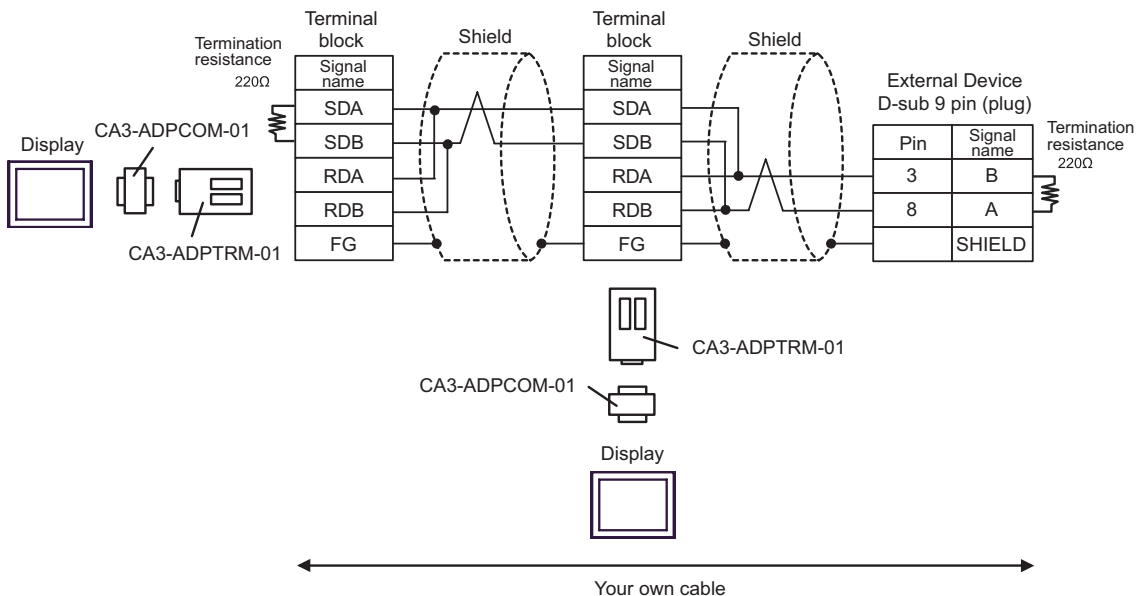 Termination
resistance
220Ω
Terminal
block
Signal
name
SDA
SDB
RDA
RDB
FG
Shield
Terminal
block
Signal
name
SDA
SDB
RDA
RDB
FG
Shield
External Device
D-sub 9 pin (plug)
Pin
Signal
name
3
B
8
A
SHIELD
Termination
resistance
220Ω
Display
CA3-ADPCOM-01
CA3-ADPTRM-01
CA3-ADPTRM-01
CA3-ADPCOM-01
Display
Your own cable